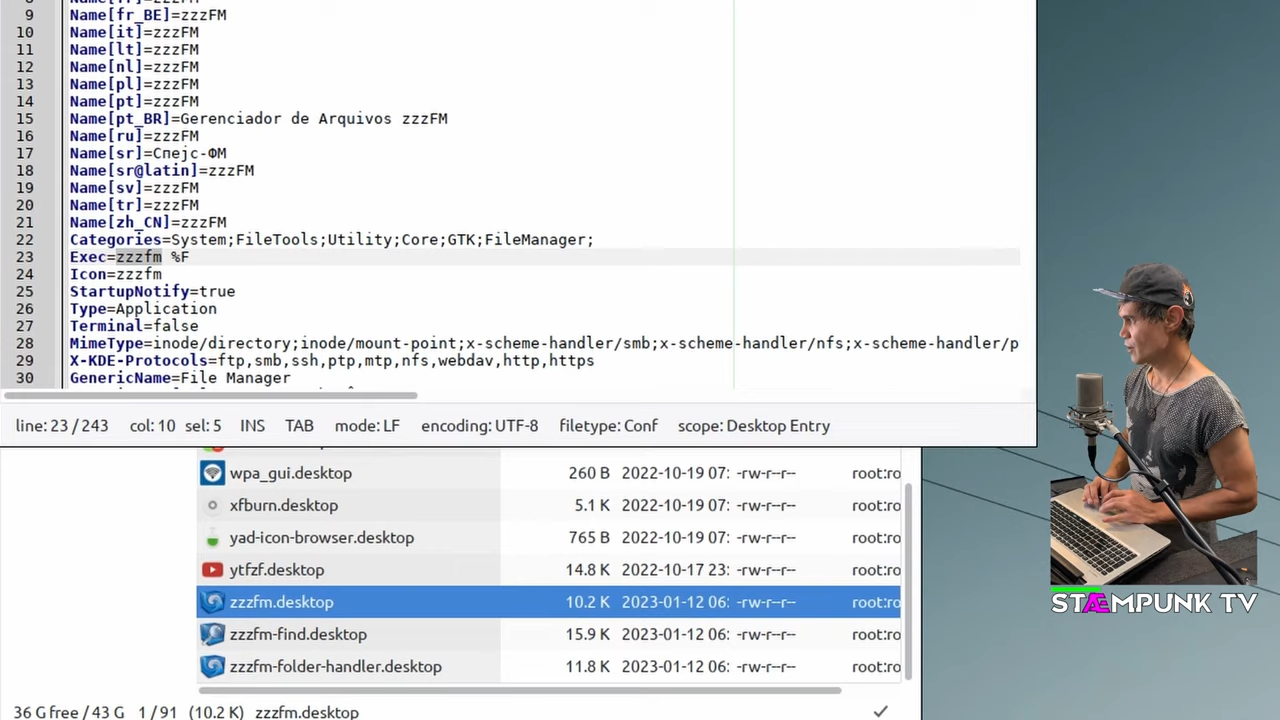 9 Name[fr_BE]=zzzFM
10 Name[it]=zzzFM
11 Name[lt]=zzzFM
12 Name[nl]=zzzFM
13 Name[pl]=zzzFM
14 Name[pt]=zzzFM
15 Name[pt_BR]=Gerenciador de Arquivos zzzFM
16 Name[ru]=zzzFM
17 Name[sr]=Спејс-ФМ
18 Name[sr@latin]=zzzFM
19 Name[sv]=zzzFM
20 Name[tr]=zzzFM
21 Name[zh_CN]=zzzFM
22 Categories=System;FileTools;Utility;Core;GTK;FileManager;
23 Exec=zzzfm %F
24 Icon=zzzfm
25 StartupNotify=true
26 Type=Application
27 Terminal=false
28 MimeType=inode/directory;inode/mount-point;x-scheme-handler/smb;x-scheme-handler/nfs;x-scheme-handler/p
29 X-KDE-Protocols=ftp,smb,ssh,ptp,mtp,nfs,webdav,http,https
30 GenericName=File Manager
line: 23 / 243 col: 10 sel: 5 INS TAB mode: LF encoding: UTF-8 filetype: Conf scope: Desktop Entry
wpa_gui.desktop 260 B 2022-10-19 07: -rw-r--r-- root:ro
xfburn.desktop 5.1 K 2022-10-19 07: -rw-r--r-- root:ro
yad-icon-browser.desktop 765 B 2022-10-19 07: -rw-r--r-- root:ro
ytfzf.desktop 14.8 K 2022-10-17 23: -rw-r--r-- root:ro
zzzfm.desktop 10.2 K 2023-01-12 06: -rw-r--r-- root:ro
zzzfm-find.desktop 15.9 K 2023-01-12 06: -rw-r--r-- root:ro
zzzfm-folder-handler.desktop 11.8 K 2023-01-12 06: -rw-r--r-- root:ro
36 G free / 43 G 1 / 91 (10.2 K) zzzfm.desktop
STÆMPUNK TV